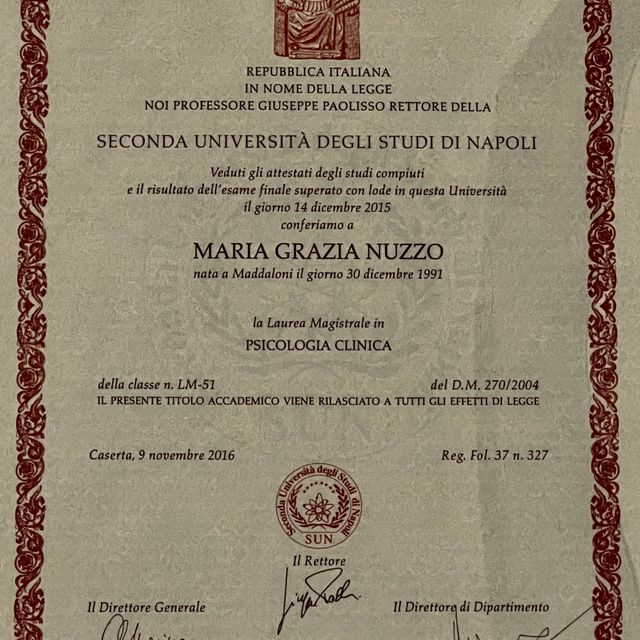 REPUBBLICA ITALIANA
IN NOME DELLA LEGGE
NOI PROFESSORE GIUSEPPE PAOLISSO RETTORE DELLA
SECONDA UNIVERSITÀ DEGLI STUDI DI NAPOLI
Veduti gli attestati degli studi compiuti
e il risultato dell'esame finale superato con lode in questa Università
il giorno 14 dicembre 2015
conferiamo a
MARIA GRAZIA NUZZO
nata a Maddaloni il giorno 30 dicembre 1991
la Laurea Magistrale in
PSICOLOGIA CLINICA
della classe n. LM-51 del D.M. 270/2004
IL PRESENTE TITOLO ACCADEMICO VIENE RILASCIATO A TUTTI GLI EFFETTI DI LEGGE
Caserta, 9 novembre 2016 Reg. Fol. 37 n. 327
Seconda Università degli Studi di Napoli
SUN
Il Rettore
Il Direttore Generale Il Direttore di Dipartimento